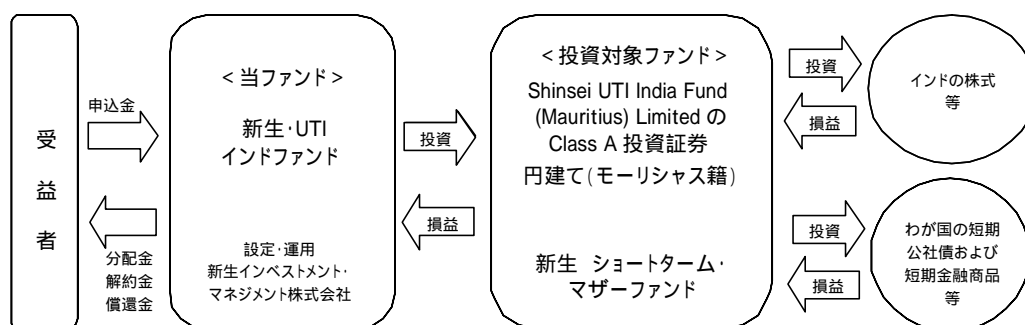 受
益
者
申込金
分配金
解約金
償還金
<当ファンド>
新生・UTI
インドファンド
設定・運用
新生インベストメント・
マネジメント株式会社
投資
損益
<投資対象ファンド>
Shinsei UTI India Fund
(Mauritius) Limited の
Class A 投資証券
円建て(モーリシャス籍)
新生 ショートターム・
マザーファンド
投資
損益
インドの株式
等
投資
損益
わが国の短期
公社債および
短期金融商品
等